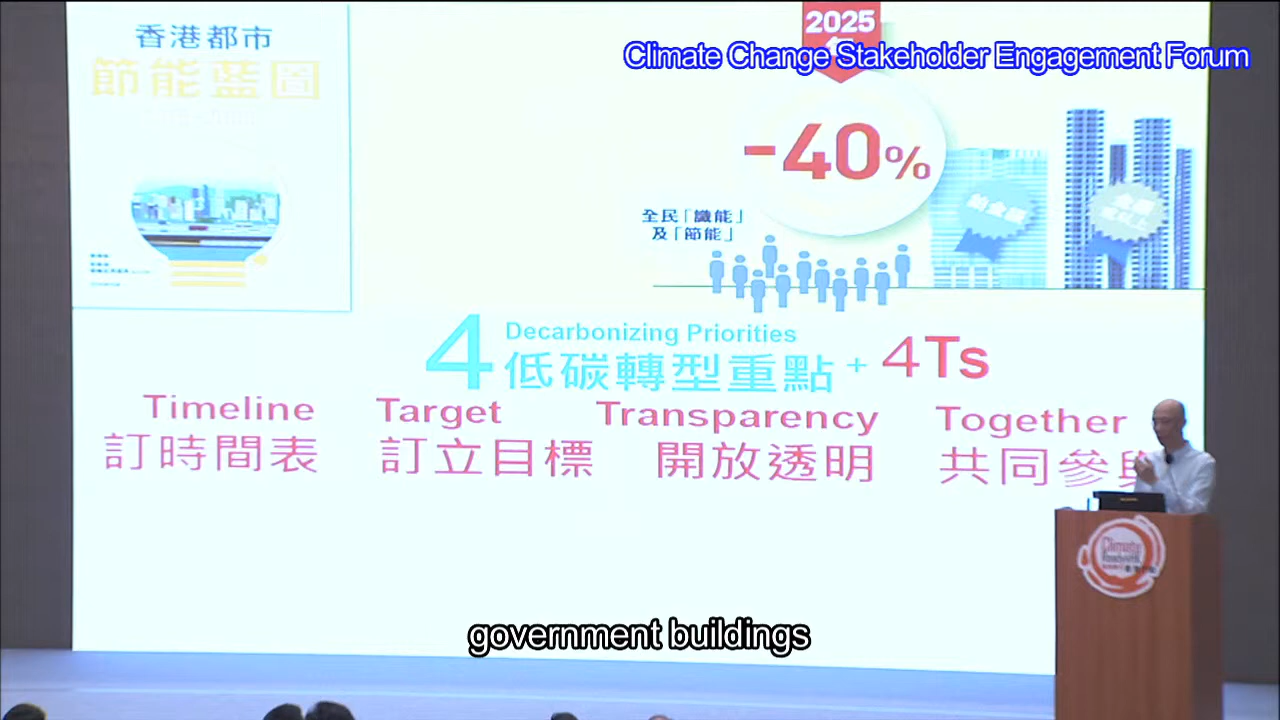 香港都市
節能藍圖
2025
Climate Change Stakeholder Engagement Forum
-40%
全民「識能」
及「節能」
4 Decarbonizing Priorities
低碳轉型重點 + 4Ts
Timeline Target Transparency Together
訂時間表 訂立目標 開放透明 共同參與
Climate
government buildings